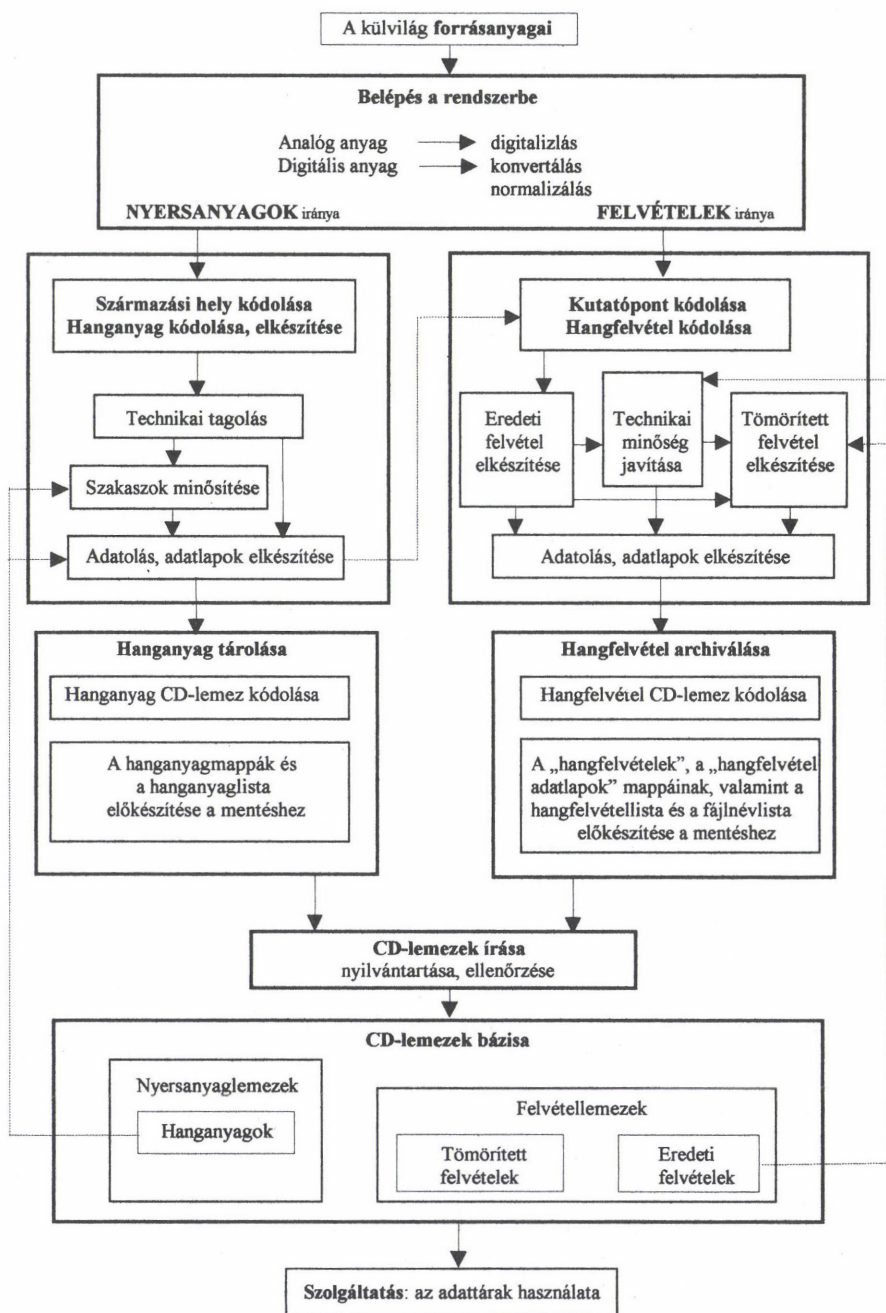 A külvilág forrásanyagai
Belépés a rendszerbe
Analóg anyag digitalizlás
Digitális anyag konvertálás
normalizálás
NYERSANYAGOK iránya
FELVÉTELEK iránya
Származási hely kódolása
Hanganyag kódolása, elkészítése
Technikai tagolás
Szakaszok minősítése
Adatolás, adatlapok elkészítése
Kutatópont kódolása
Hangfelvétel kódolása
Eredeti
felvétel
elkészítése
Technikai
minőség
javítása
Tömörített
felvétel
elkészítése
Adatolás, adatlapok elkészítése
Hanganyag tárolása
Hanganyag CD-lemez kódolása
A hanganyagmappák és
a hanganyaglista
előkészítése a mentéshez
Hangfelvétel archiválása
Hangfelvétel CD-lemez kódolása
A „hangfelvételek”, a „hangfelvétel
adatlapok” mappáinak, valamint a
hangfelvétellista és a fájlnévlista
előkészítése a mentéshez
CD-lemezek írása
nyilvántartása, ellenőrzése
CD-lemezek bázisa
Nyersanyaglemezek
Hanganyagok
Felvétellemezek
Tömörített
felvételek
Eredeti
felvételek
Szolgáltatás: az adattárak használata